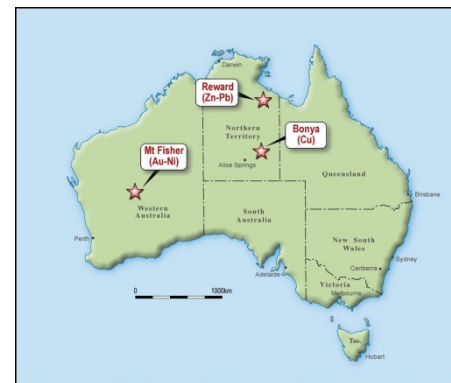 Darwin
Reward
(Zn-Pb)
Northern
Territory
Bonya
(Cu)
Mt Fisher
(Au-Ni)
Alice Springs
Queensland
Western
Australia
South
Australia
Brisbane
Perth
New South
Wales
Sydney
Adelaide
Canberra
Victoria
Melbourne
0 1000km
Tas.
Hobart